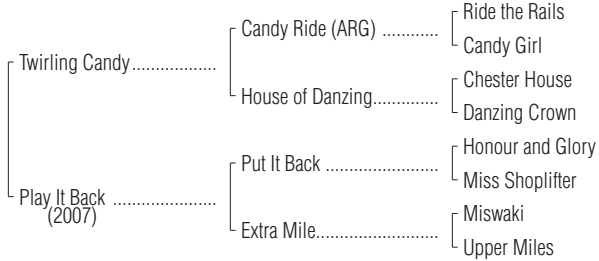 Ride the Rails
Candy Ride (ARG) ............
Candy Girl
Twirling Candy..................
Chester House
House of Danzing..............
Danzing Crown
Honour and Glory
Put It Back ........................
Miss Shoplifter
Play It Back ......................
(2007)
Miswaki
Extra Mile..........................
Upper Miles